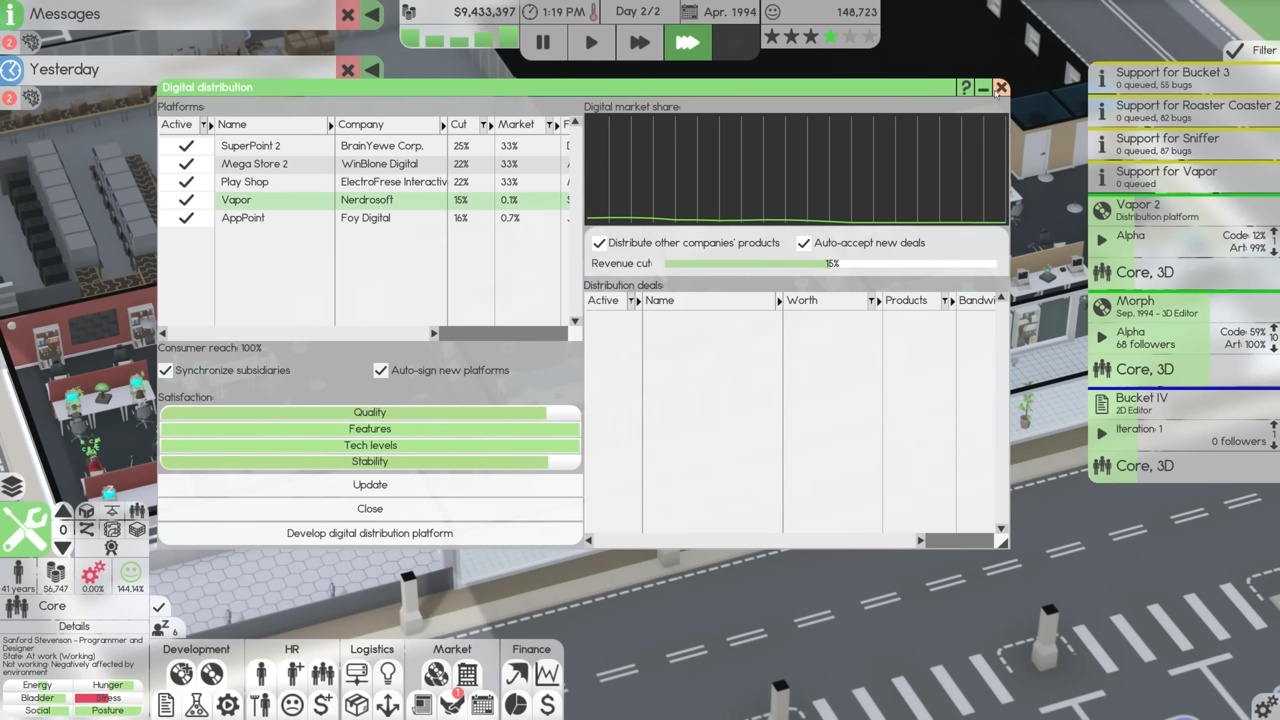 Messages
2
Yesterday
2
$9,433,397
1:19 PM
Day 2/2
Apr. 1994
148,723
Filter
Digital distribution
?
Platforms:
Active
Name
Company
Cut
Market
F
SuperPoint 2
BrainYewe Corp.
25%
33%
Mega Store 2
WinBlone Digital
22%
33%
Play Shop
ElectroFrese Interactiv
22%
33%
Vapor
Nerdrosoft
15%
0.1%
AppPoint
Foy Digital
16%
0.7%
Consumer reach: 100%
Synchronize subsidiaries
Auto-sign new platforms
Satisfaction:
Quality
Features
Tech levels
Stability
Update
Close
Develop digital distribution platform
Digital market share:
Distribute other companies' products
Auto-accept new deals
Revenue cut:
15%
Distribution deals:
Active
Name
Worth
Products
Bandwi
Support for Bucket 3
0 queued, 55 bugs
Support for Roaster Coaster 2
0 queued, 82 bugs
Support for Sniffer
0 queued, 87 bugs
Support for Vapor
0 queued
Vapor 2
Distribution platform
Alpha
Code: 12%
Art: 99%
Core, 3D
Morph
Sep. 1994 - 3D Editor
Alpha
68 followers
Code: 59%
Art: 100%
10
Core, 3D
Bucket IV
2D Editor
Iteration: 1
0 followers
Core, 3D
0
41 years
$6,747
0.00%
144.14%
Core
6
Details
Sanford Stevenson - Programmer and
Designer
State: At work (Working)
Not working: Negatively affected by
environment
Energy
Hunger
Bladder
Stress
Social
Posture
Development
HR
Logistics
Market
Finance
1